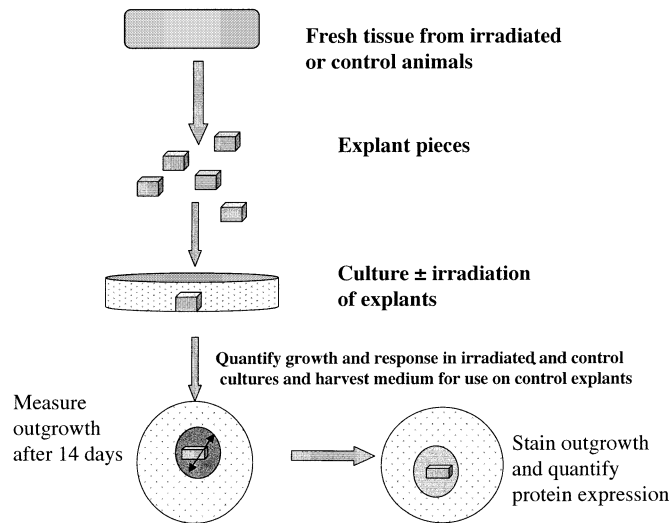 Fresh tissue from irradiated
or control animals
Explant pieces
Culture ± irradiation
of explants
Quantify growth and response in irradiated, and control
cultures and harvest medium for use on control explants
Measure
outgrowth
after 14 days
Stain outgrowth
and quantify
protein expression